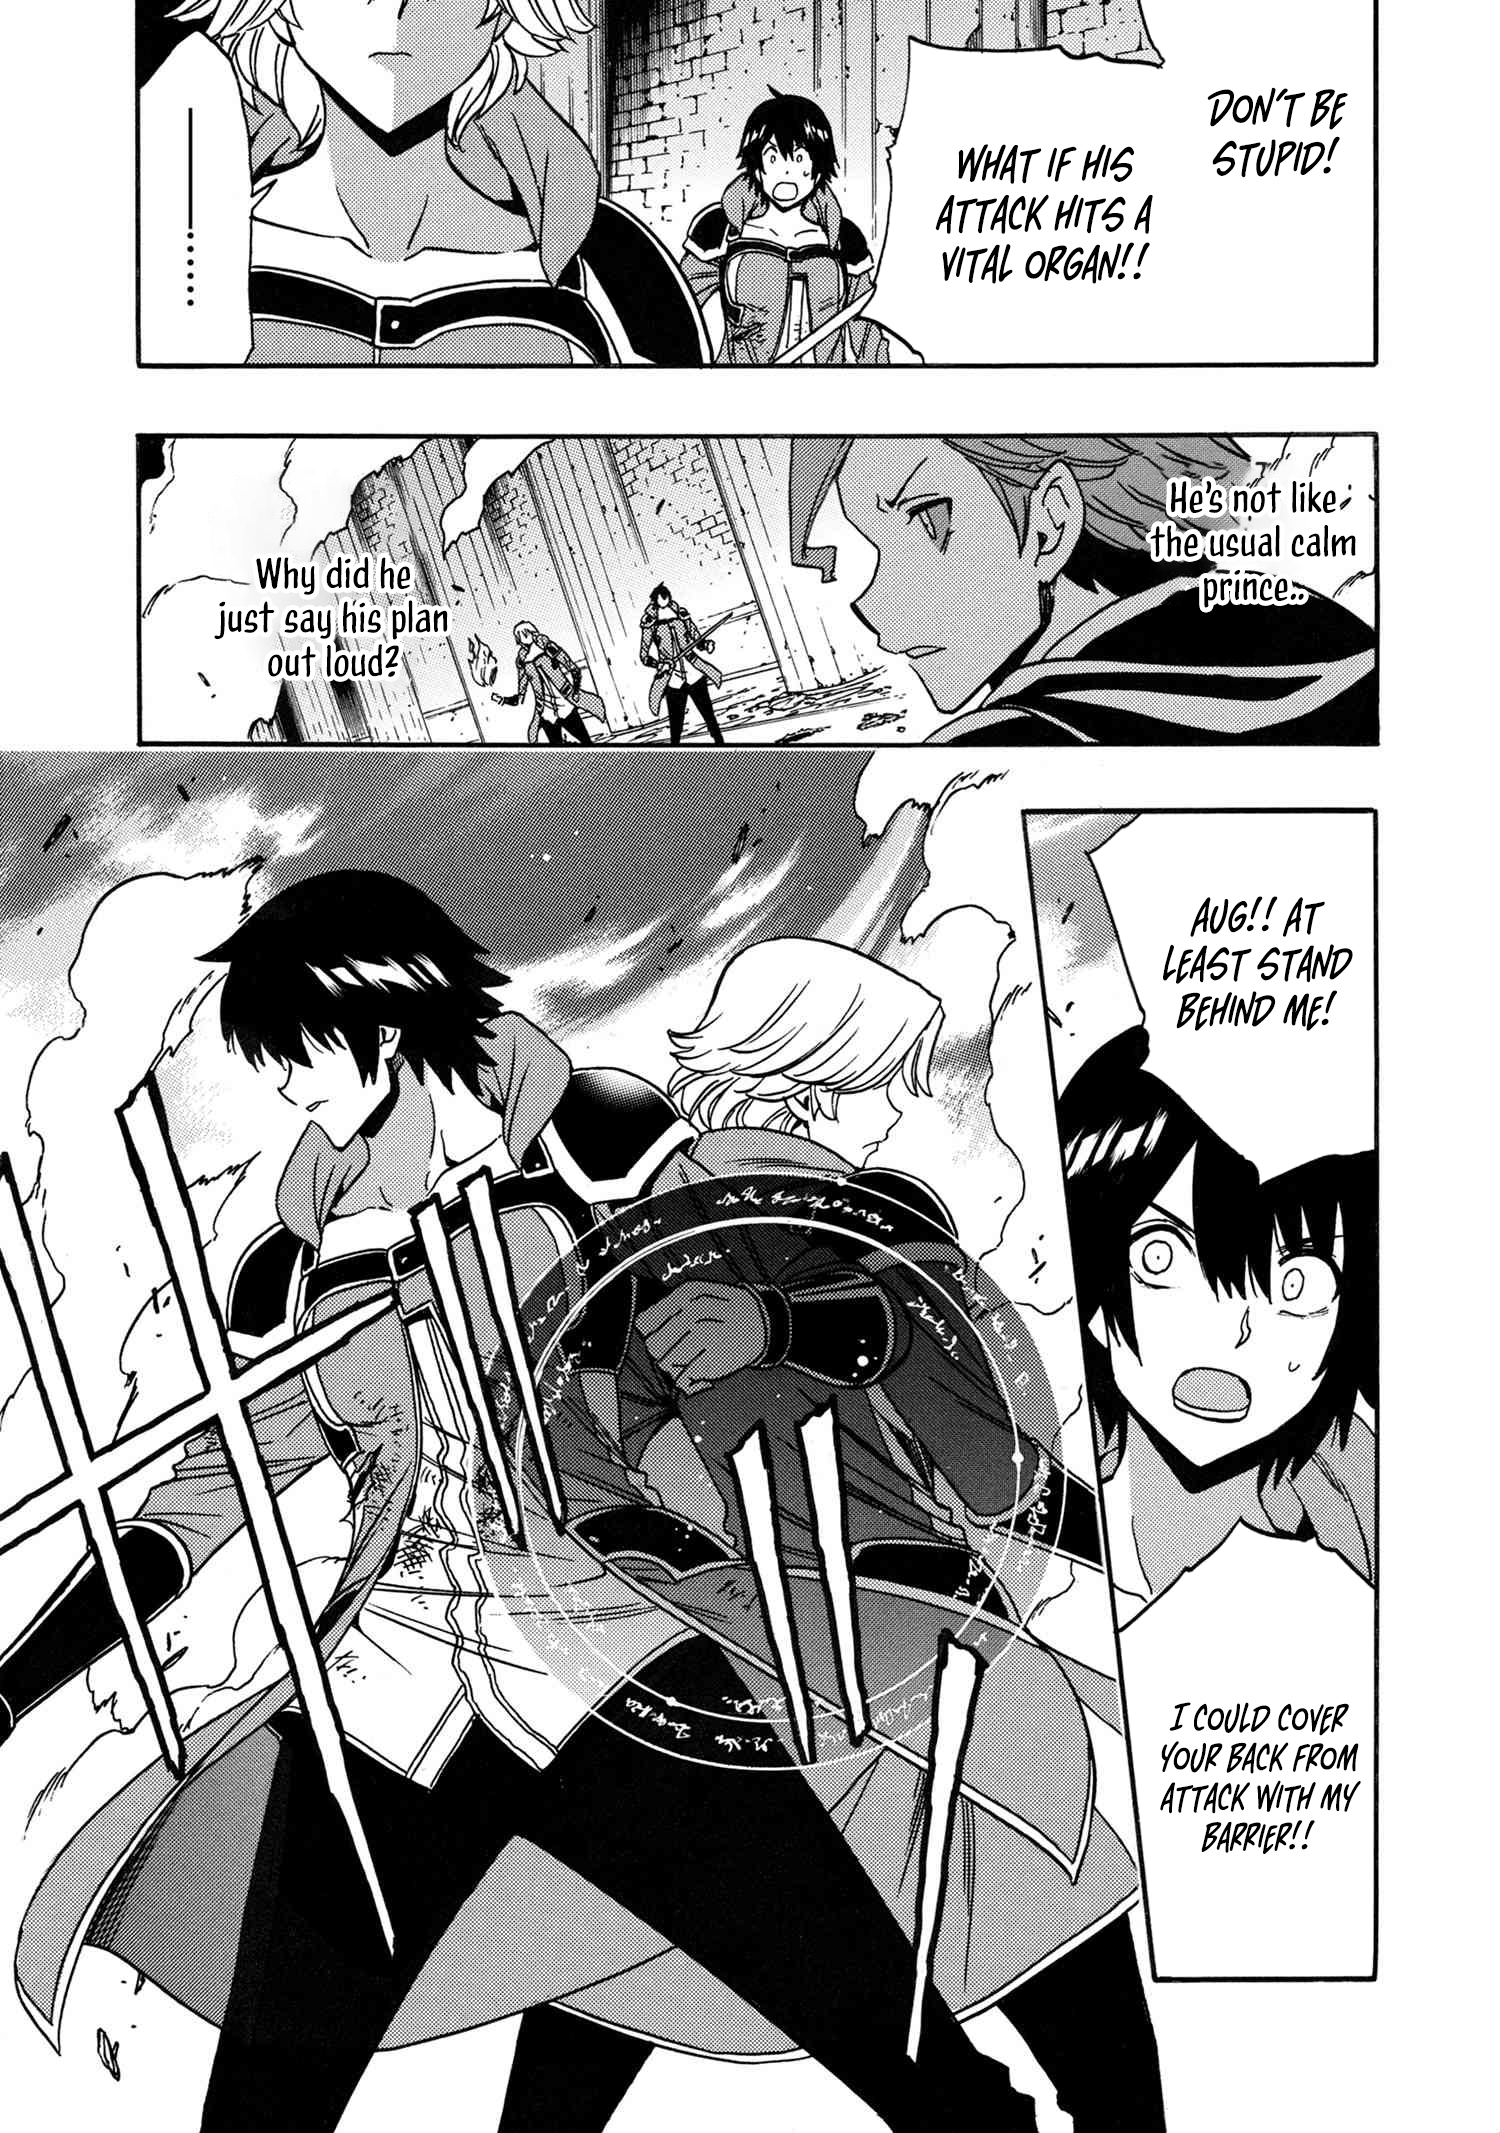 DON'T BE
STUPID!
WHAT IF HIS
ATTACK HITS A
VITAL ORGAN!!
He's not like
the usual calm
prince..
Why did he
just say his plan
out loud?
AUG!! AT
LEAST STAND
BEHIND ME!
I COULD COVER
YOUR BACK FROM
ATTACK WITH MY
BARRIER!!